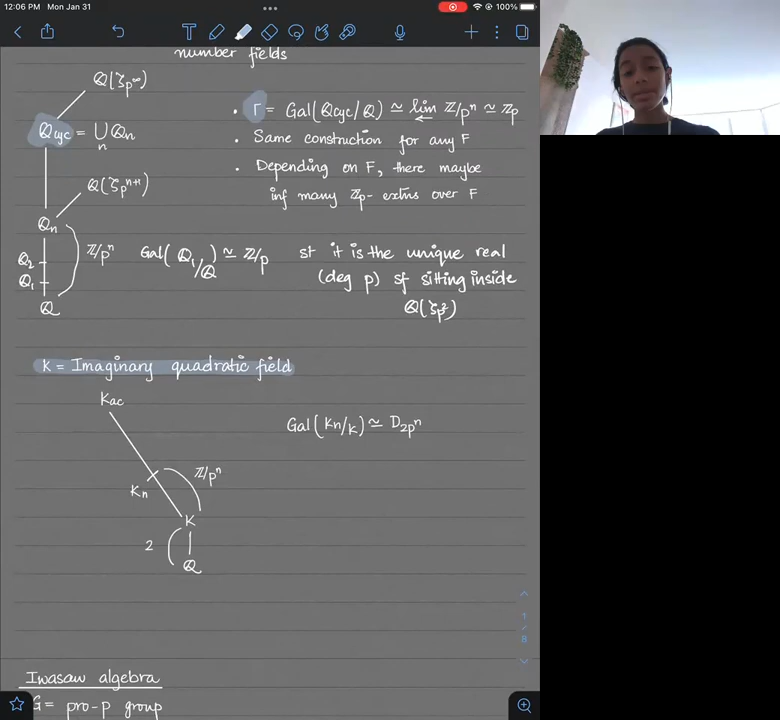 12:06 PM Mon Jan 31
100%
number fields
Q(ζp∞)
Qcyc = ∪ Qn
n
Q(ζpⁿ⁺¹)
Qn
Z/pⁿ
Q₂
Q₁
Q
· Γ = Gal(Qcyc/Q) ≃ lim Z/pⁿ ≃ Zp
←
· Same construction for any F
· Depending on F, there maybe
inf many Zp- extns over F
Gal(Q₁/Q) ≃ Z/p st it is the unique real
(deg p) sf sitting inside
Q(ζp²)
K = Imaginary quadratic field
Kac
Gal(Kn/K) ≃ D₂pⁿ
Z/pⁿ
Kn
K
2
Q
1
/
8
Iwasaw algebra
G = pro-p group